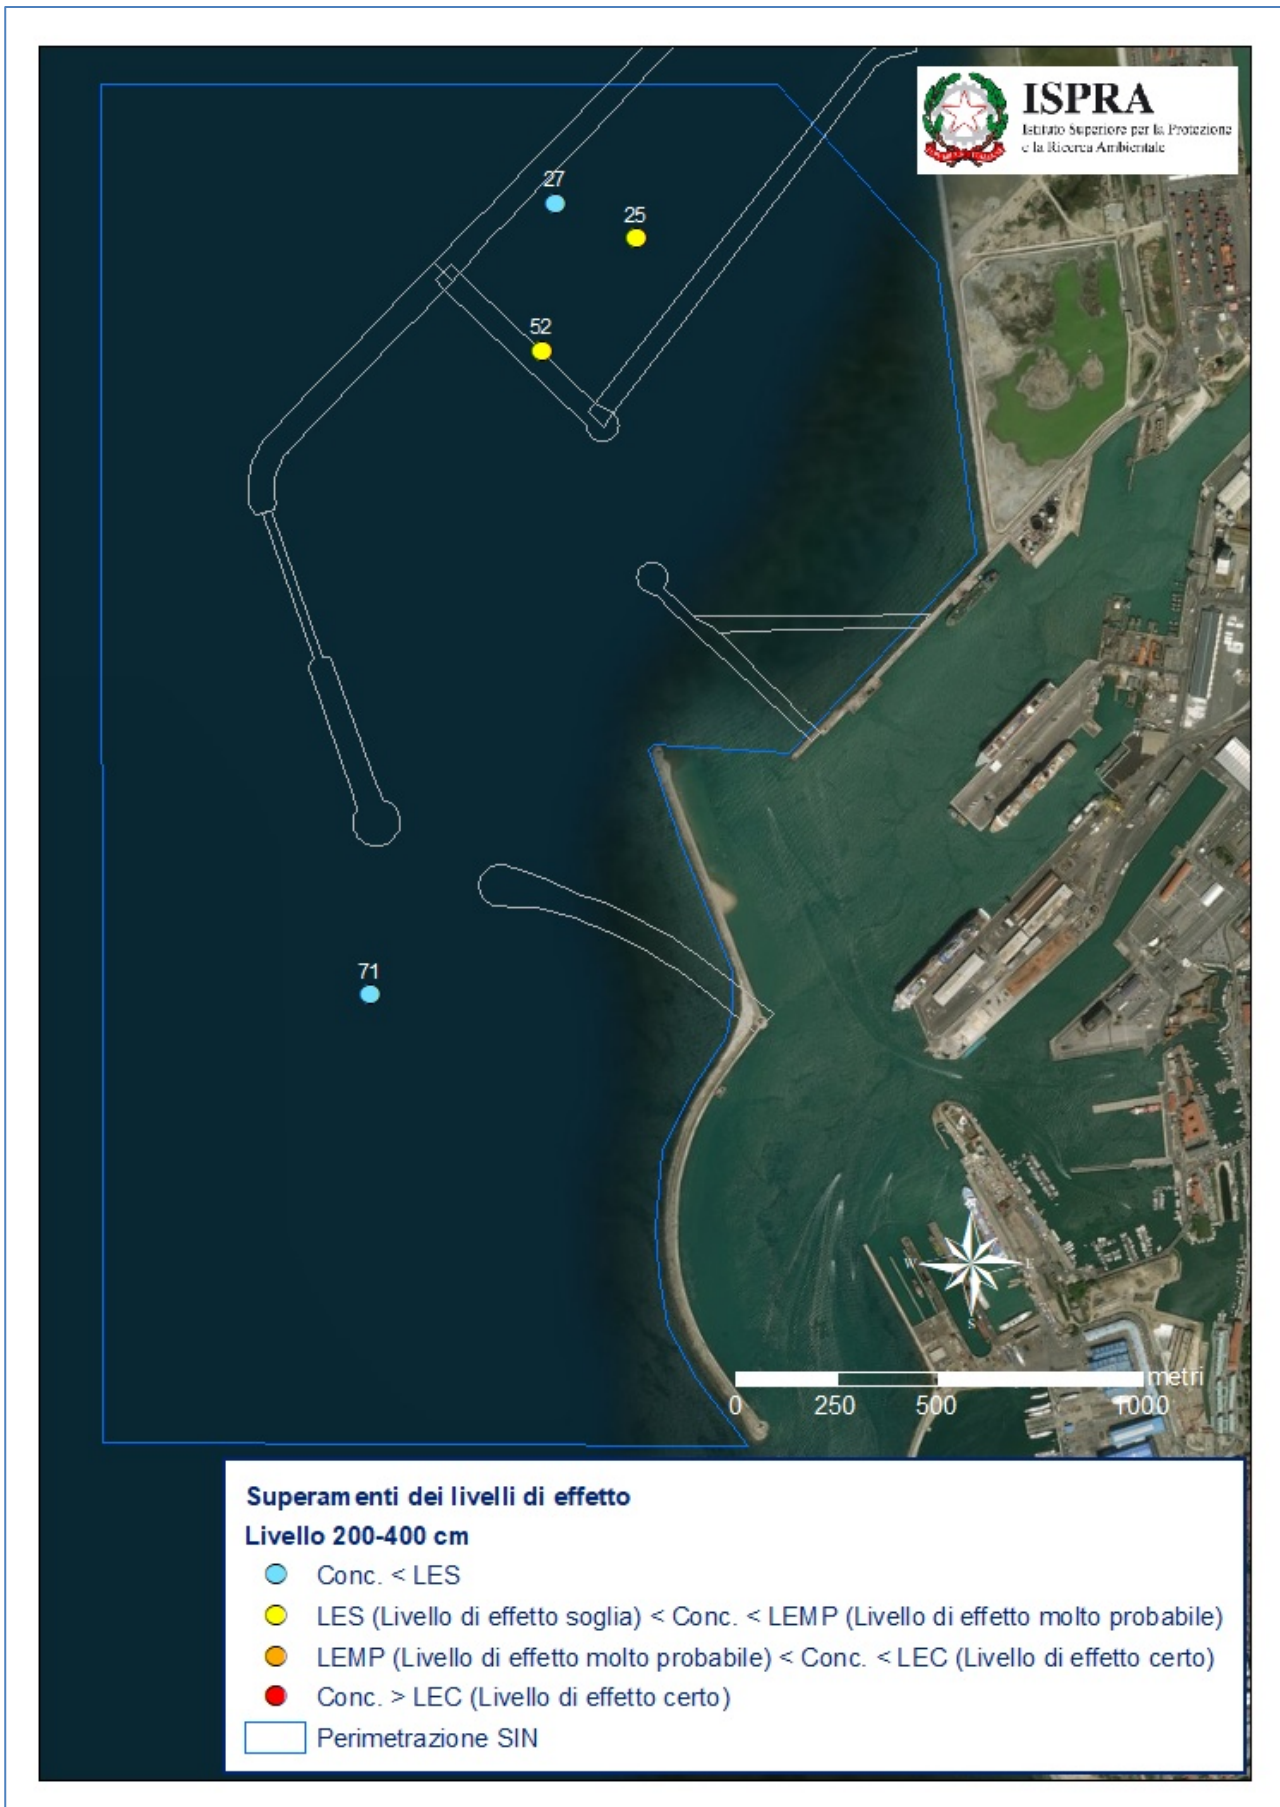 ISPRA
Istituto Superiore per la Protezione
e la Ricerca Ambientale
27
25
52
71
W
E
S
metri
0 250 500 1000
Superamenti dei livelli di effetto
Livello 200-400 cm
Conc. < LES
LES (Livello di effetto soglia) < Conc. < LEMP (Livello di effetto molto probabile)
LEMP (Livello di effetto molto probabile) < Conc. < LEC (Livello di effetto certo)
Conc. > LEC (Livello di effetto certo)
Perimetrazione SIN